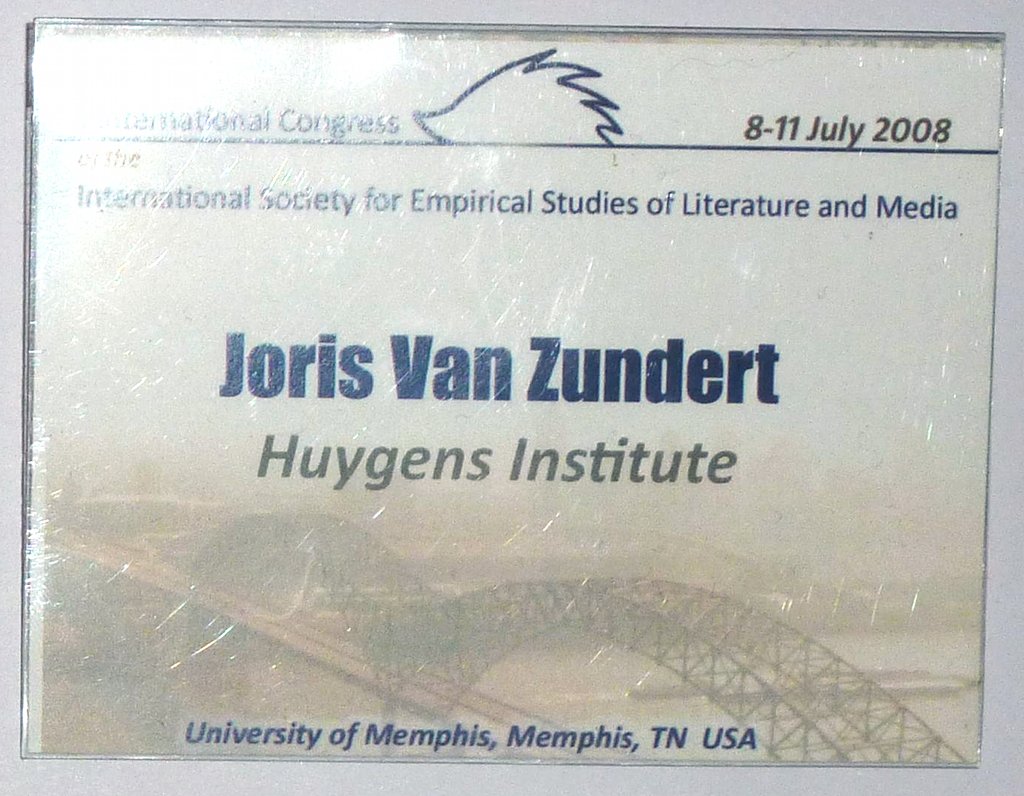 International Congress
8-11 July 2008
of the
International Society for Empirical Studies of Literature and Media
Joris Van Zundert
Huygens Institute
University of Memphis, Memphis, TN USA